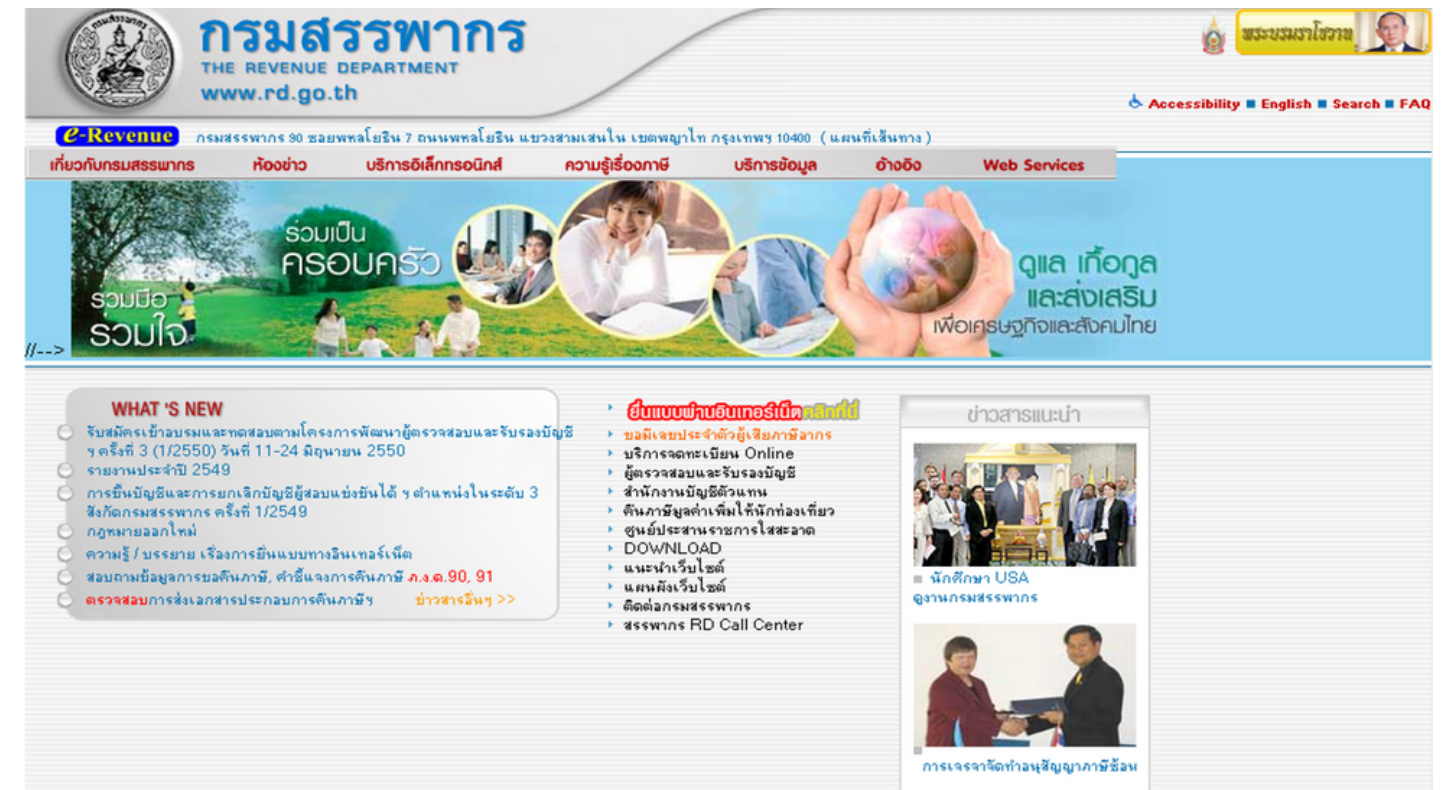 กรมสรรพากร
THE REVENUE DEPARTMENT
www.rd.go.th
พระบรมราโชวาท
Accessibility ■ English ■ Search ■ FAQ
e-Revenue กรมสรรพากร 90 ซอยพหลโยธิน 7 ถนนพหลโยธิน แขวงสามเสนใน เขตพญาไท กรุงเทพฯ 10400 ( แผนที่เส้นทาง )
เกี่ยวกับกรมสรรพากร ห้องข่าว บริการอิเล็กทรอนิกส์ ความรู้เรื่องภาษี บริการข้อมูล อ้างอิง Web Services
ร่วมมือ
ร่วมใจ
ร่วมเป็น
ครอบครัว
ดูแล เกื้อกูล
และส่งเสริม
เพื่อเศรษฐกิจและสังคมไทย
//-->
WHAT 'S NEW
รับสมัครเข้าอบรมและทดสอบตามโครงการพัฒนาผู้ตรวจสอบและรับรองบัญชี
ฯ ครั้งที่ 3 (1/2550) วันที่ 11-24 มิถุนายน 2550
รายงานประจำปี 2549
การขึ้นบัญชีและการยกเลิกบัญชีผู้สอบแข่งขันได้ ฯ ตำแหน่งในระดับ 3
สังกัดกรมสรรพากร ครั้งที่ 1/2549
กฎหมายออกใหม่
ความรู้ / บรรยาย เรื่องการยื่นแบบทางอินเทอร์เน็ต
สอบถามข้อมูลการขอคืนภาษี, คำชี้แจงการคืนภาษี ภ.ง.ด.90, 91
ตรวจสอบการส่งเอกสารประกอบการคืนภาษีฯ ข่าวสารอื่นๆ >>
ยื่นแบบผ่านอินเทอร์เน็ตคลิกที่นี่
ขอมีเลขประจำตัวผู้เสียภาษีอากร
บริการจดทะเบียน Online
ผู้ตรวจสอบและรับรองบัญชี
สำนักงานบัญชีตัวแทน
คืนภาษีมูลค่าเพิ่มให้นักท่องเที่ยว
ศูนย์ประสานราชการใสสะอาด
DOWNLOAD
แนะนำเว็บไซต์
แผนผังเว็บไซต์
ติดต่อกรมสรรพากร
สรรพากร RD Call Center
ข่าวสารแนะนำ
นักศึกษา USA
ดูงานกรมสรรพากร
การเจรจาจัดทำอนุสัญญาภาษีซ้อน